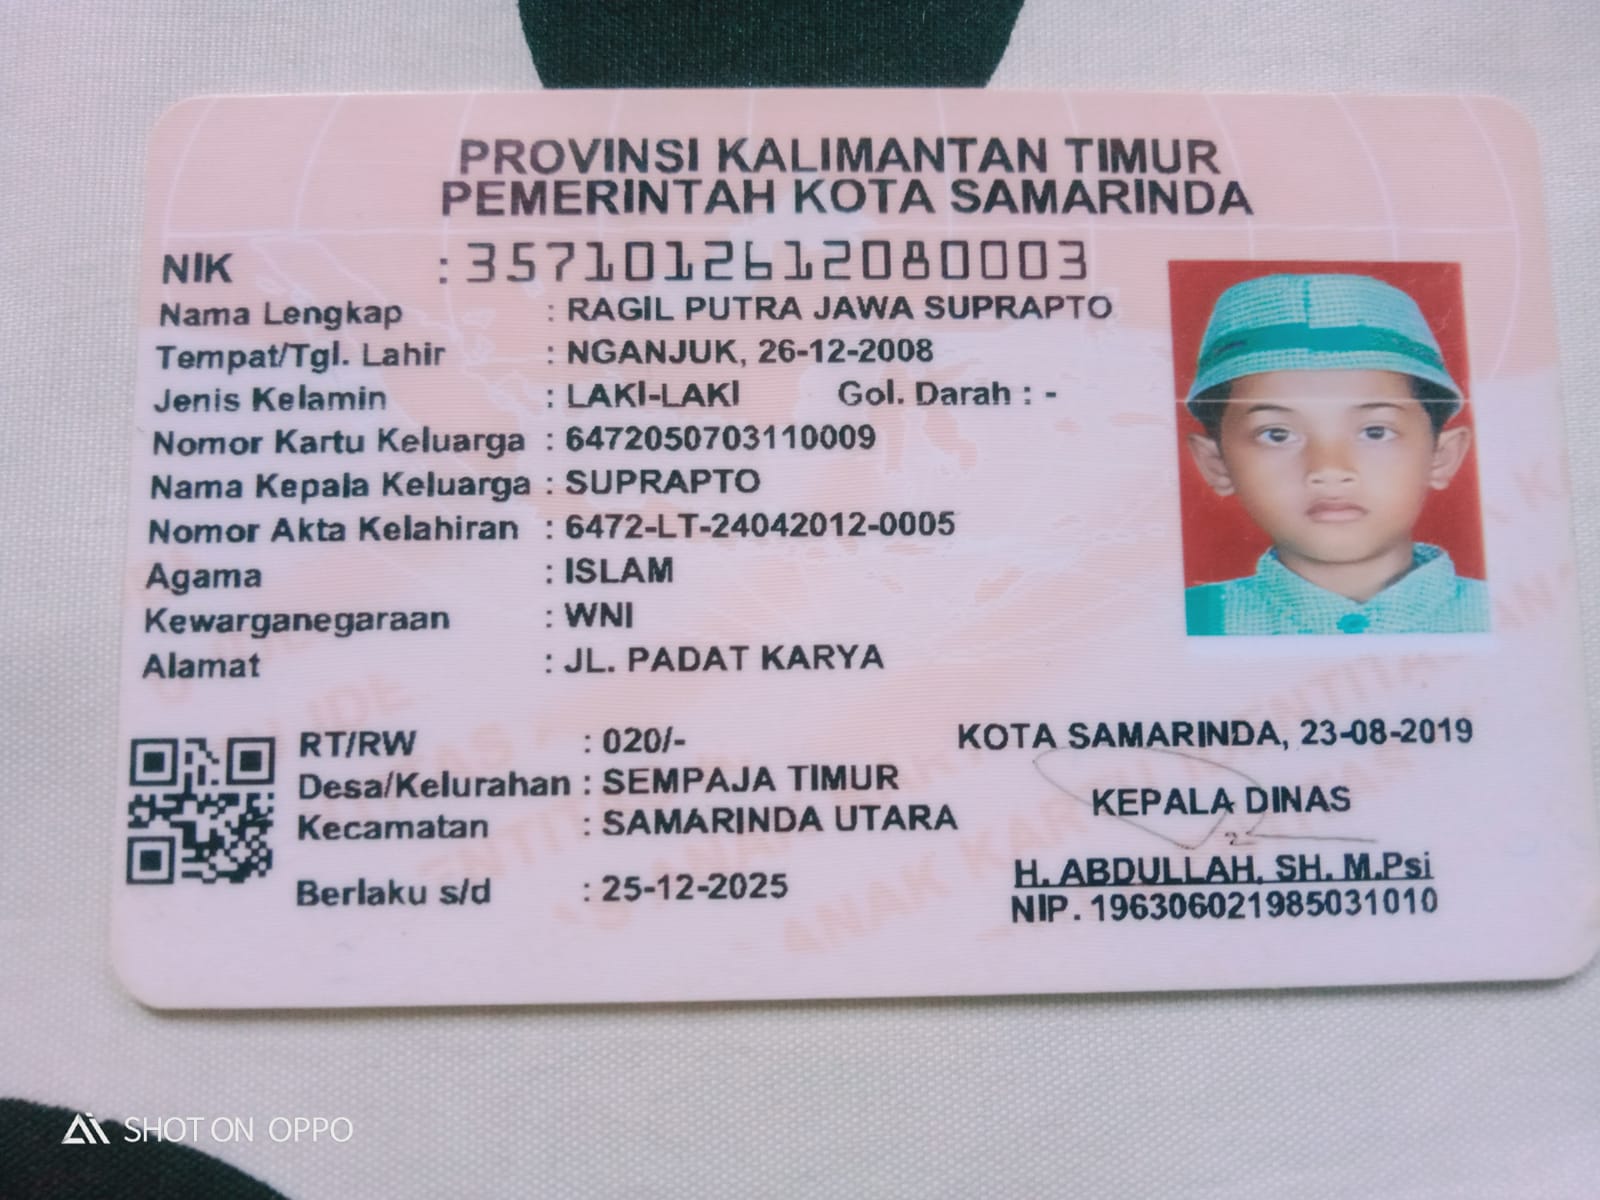 PROVINSI KALIMANTAN TIMUR
PEMERINTAH KOTA SAMARINDA
NIK : 3571012612080003
Nama Lengkap : RAGIL PUTRA JAWA SUPRAPTO
Tempat/Tgl. Lahir : NGANJUK, 26-12-2008
Jenis Kelamin : LAKI-LAKI Gol. Darah : -
Nomor Kartu Keluarga : 6472050703110009
Nama Kepala Keluarga : SUPRAPTO
Nomor Akta Kelahiran : 6472-LT-24042012-0005
Agama : ISLAM
Kewarganegaraan : WNI
Alamat : JL. PADAT KARYA
RT/RW : 020/-
Desa/Kelurahan : SEMPAJA TIMUR
Kecamatan : SAMARINDA UTARA
Berlaku s/d : 25-12-2025
KOTA SAMARINDA, 23-08-2019
KEPALA DINAS
H. ABDULLAH, SH. M.Psi
NIP. 196306021985031010
SHOT ON OPPO